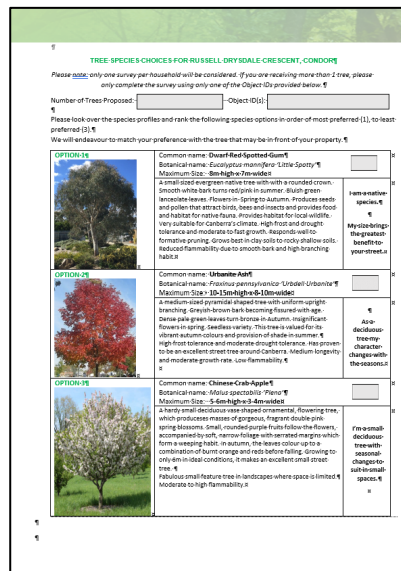 TREE SPECIES CHOICES FOR RUSSELL DRYSDALE CRESCENT, CONDOR¶
Please note: only one survey per household will be considered. If you are receiving more than 1 tree, please
only complete the survey using only one of the Object IDs provided below.¶
Number of Trees Proposed: Object ID(s):
¶
Please look over the species profiles and rank the following species options in order of most preferred (1), to least
preferred (3).¶
We will endeavour to match your preference with the tree that may be in front of your property.¶
OPTION 1¶
Common name: Dwarf Red Spotted Gum¶
Botanical name: Eucalyptus mannifera 'Little Spotty'¶
Maximum Size: 8m high x 7m wide¤
A small sized evergreen native tree with with a rounded crown.
Smooth white bark turns red/pink in summer. Bluish green
lanceolate leaves. Flowers in Spring to Autumn. Produces seeds
and pollen that attract birds, bees and insects and provides food
and habitat for native fauna. Provides habitat for local wildlife.
Very suitable for Canberra's climate. High frost and drought
tolerance and moderate to fast growth. Responds well to
formative pruning. Grows best in clay soils to rocky shallow soils.
Reduced flammability due to smooth bark and high branching
habit.¤
I am a native
species.¶
¶
My size brings
the greatest
benefit to
your street.¤
OPTION 2¶
Common name: Urbanite Ash¶
Botanical name: Fraxinus pennsylvanica 'Urbdell Urbanite'¶
Maximum Size: 10-15m high x 8-10m wide¤
A medium sized pyramidal shaped tree with uniform upright
branching. Greyish brown bark becoming fissured with age.
Dense pale green leaves turn bronze in Autumn. Insignificant
flowers in spring. Seedless variety. This tree is valued for its
vibrant autumn colours and provision of shade in summer. ¶
High frost tolerance and moderate drought tolerance. Has proven
to be an excellent street tree around Canberra. Medium longevity
and moderate growth rate. Low flammability.¶
¤
¶
As a
deciduous
tree my
character
changes with
the seasons.¤
OPTION 3¶
Common name: Chinese Crab Apple¶
Botanical name: Malus spectabilis 'Plena'¶
Maximum Size: 5-6m high x 3-4m wide¤
A hardy small deciduous vase shaped ornamental, flowering tree,
which produces masses of gorgeous, fragrant double pink
spring blossoms. Small, rounded purple fruits follow the flowers,
accompanied by soft, narrow foliage with serrated margins which
form a weeping habit. In autumn, the leaves colour up to a
combination of burnt orange and reds before falling. Growing to
only 6m in ideal conditions, it makes an excellent small street
tree. ¶
Fabulous small feature tree in landscapes where space is limited.¶
Moderate to high flammability.¤
I'm a small
deciduous
tree with
seasonal
changes to
suit in small
spaces.¶
¤
¶
¶